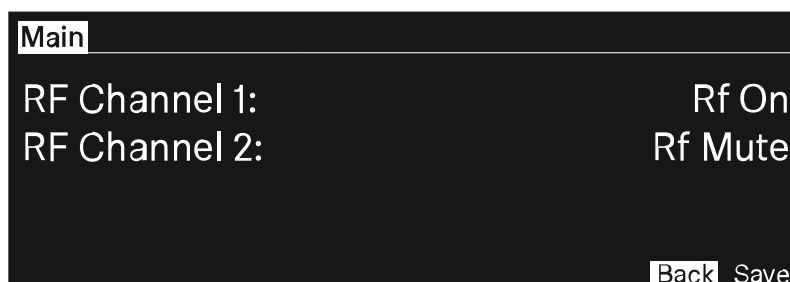 Main
RF Channel 1: Rf On
RF Channel 2: Rf Mute
Back Save